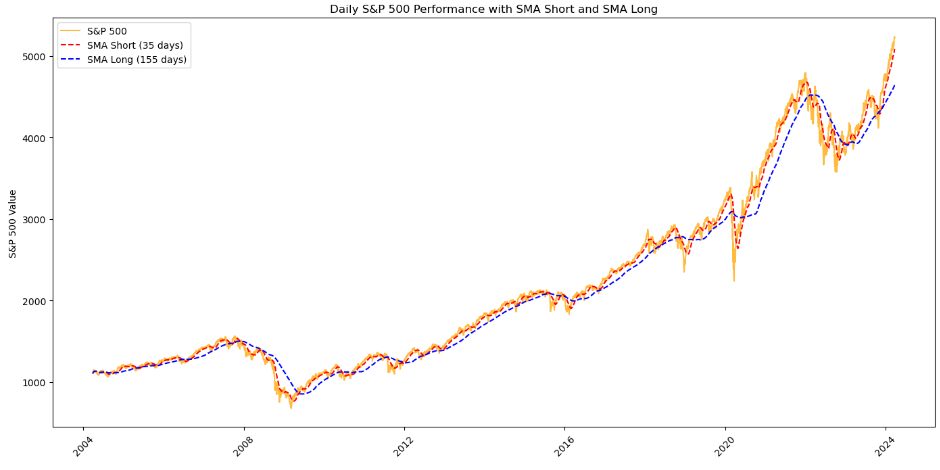 Daily S&P 500 Performance with SMA Short and SMA Long
S&P 500
SMA Short (35 days)
SMA Long (155 days)
5000
4000
3000
2000
1000
S&P 500 Value
2004
2008
2012
2016
2020
2024